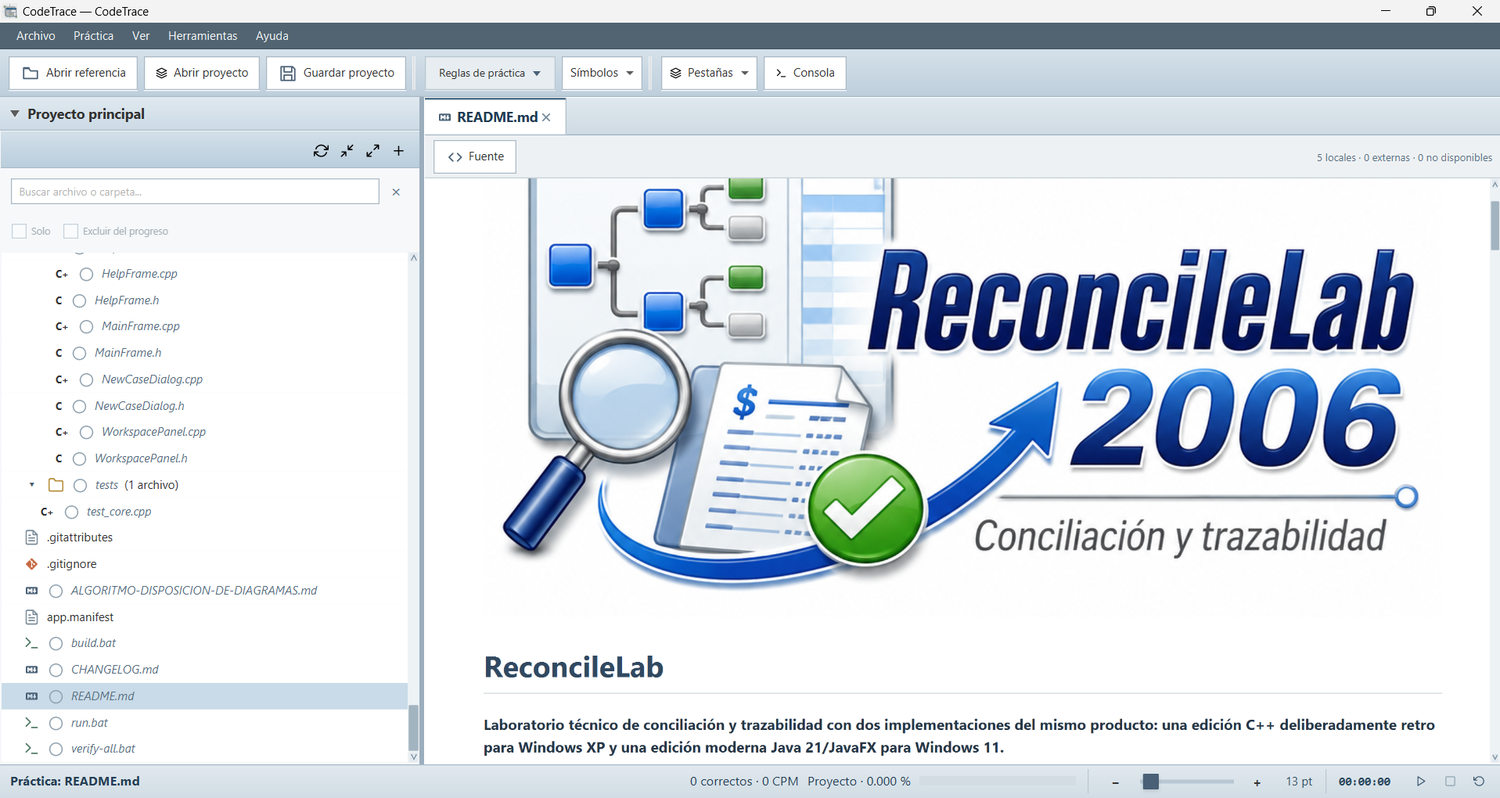 CodeTrace — CodeTrace
Archivo Práctica Ver Herramientas Ayuda
Abrir referencia Abrir proyecto Guardar proyecto Reglas de práctica Símbolos Pestañas Consola
Proyecto principal
Buscar archivo o carpeta...
Solo Excluir del progreso
C+ HelpFrame.cpp
C HelpFrame.h
C+ MainFrame.cpp
C MainFrame.h
C+ NewCaseDialog.cpp
C NewCaseDialog.h
C+ WorkspacePanel.cpp
C WorkspacePanel.h
tests (1 archivo)
C+ test_core.cpp
.gitattributes
.gitignore
ALGORITMO-DISPOSICION-DE-DIAGRAMAS.md
app.manifest
build.bat
CHANGELOG.md
README.md
run.bat
verify-all.bat
README.md
Fuente
5 locales · 0 externas · 0 no disponibles
ReconcileLab
2006
$
Conciliación y trazabilidad
ReconcileLab
Laboratorio técnico de conciliación y trazabilidad con dos implementaciones del mismo producto: una edición C++ deliberadamente retro
para Windows XP y una edición moderna Java 21/JavaFX para Windows 11.
Práctica: README.md
0 correctos · 0 CPM Proyecto · 0.000 %
− + 13 pt 00:00:00